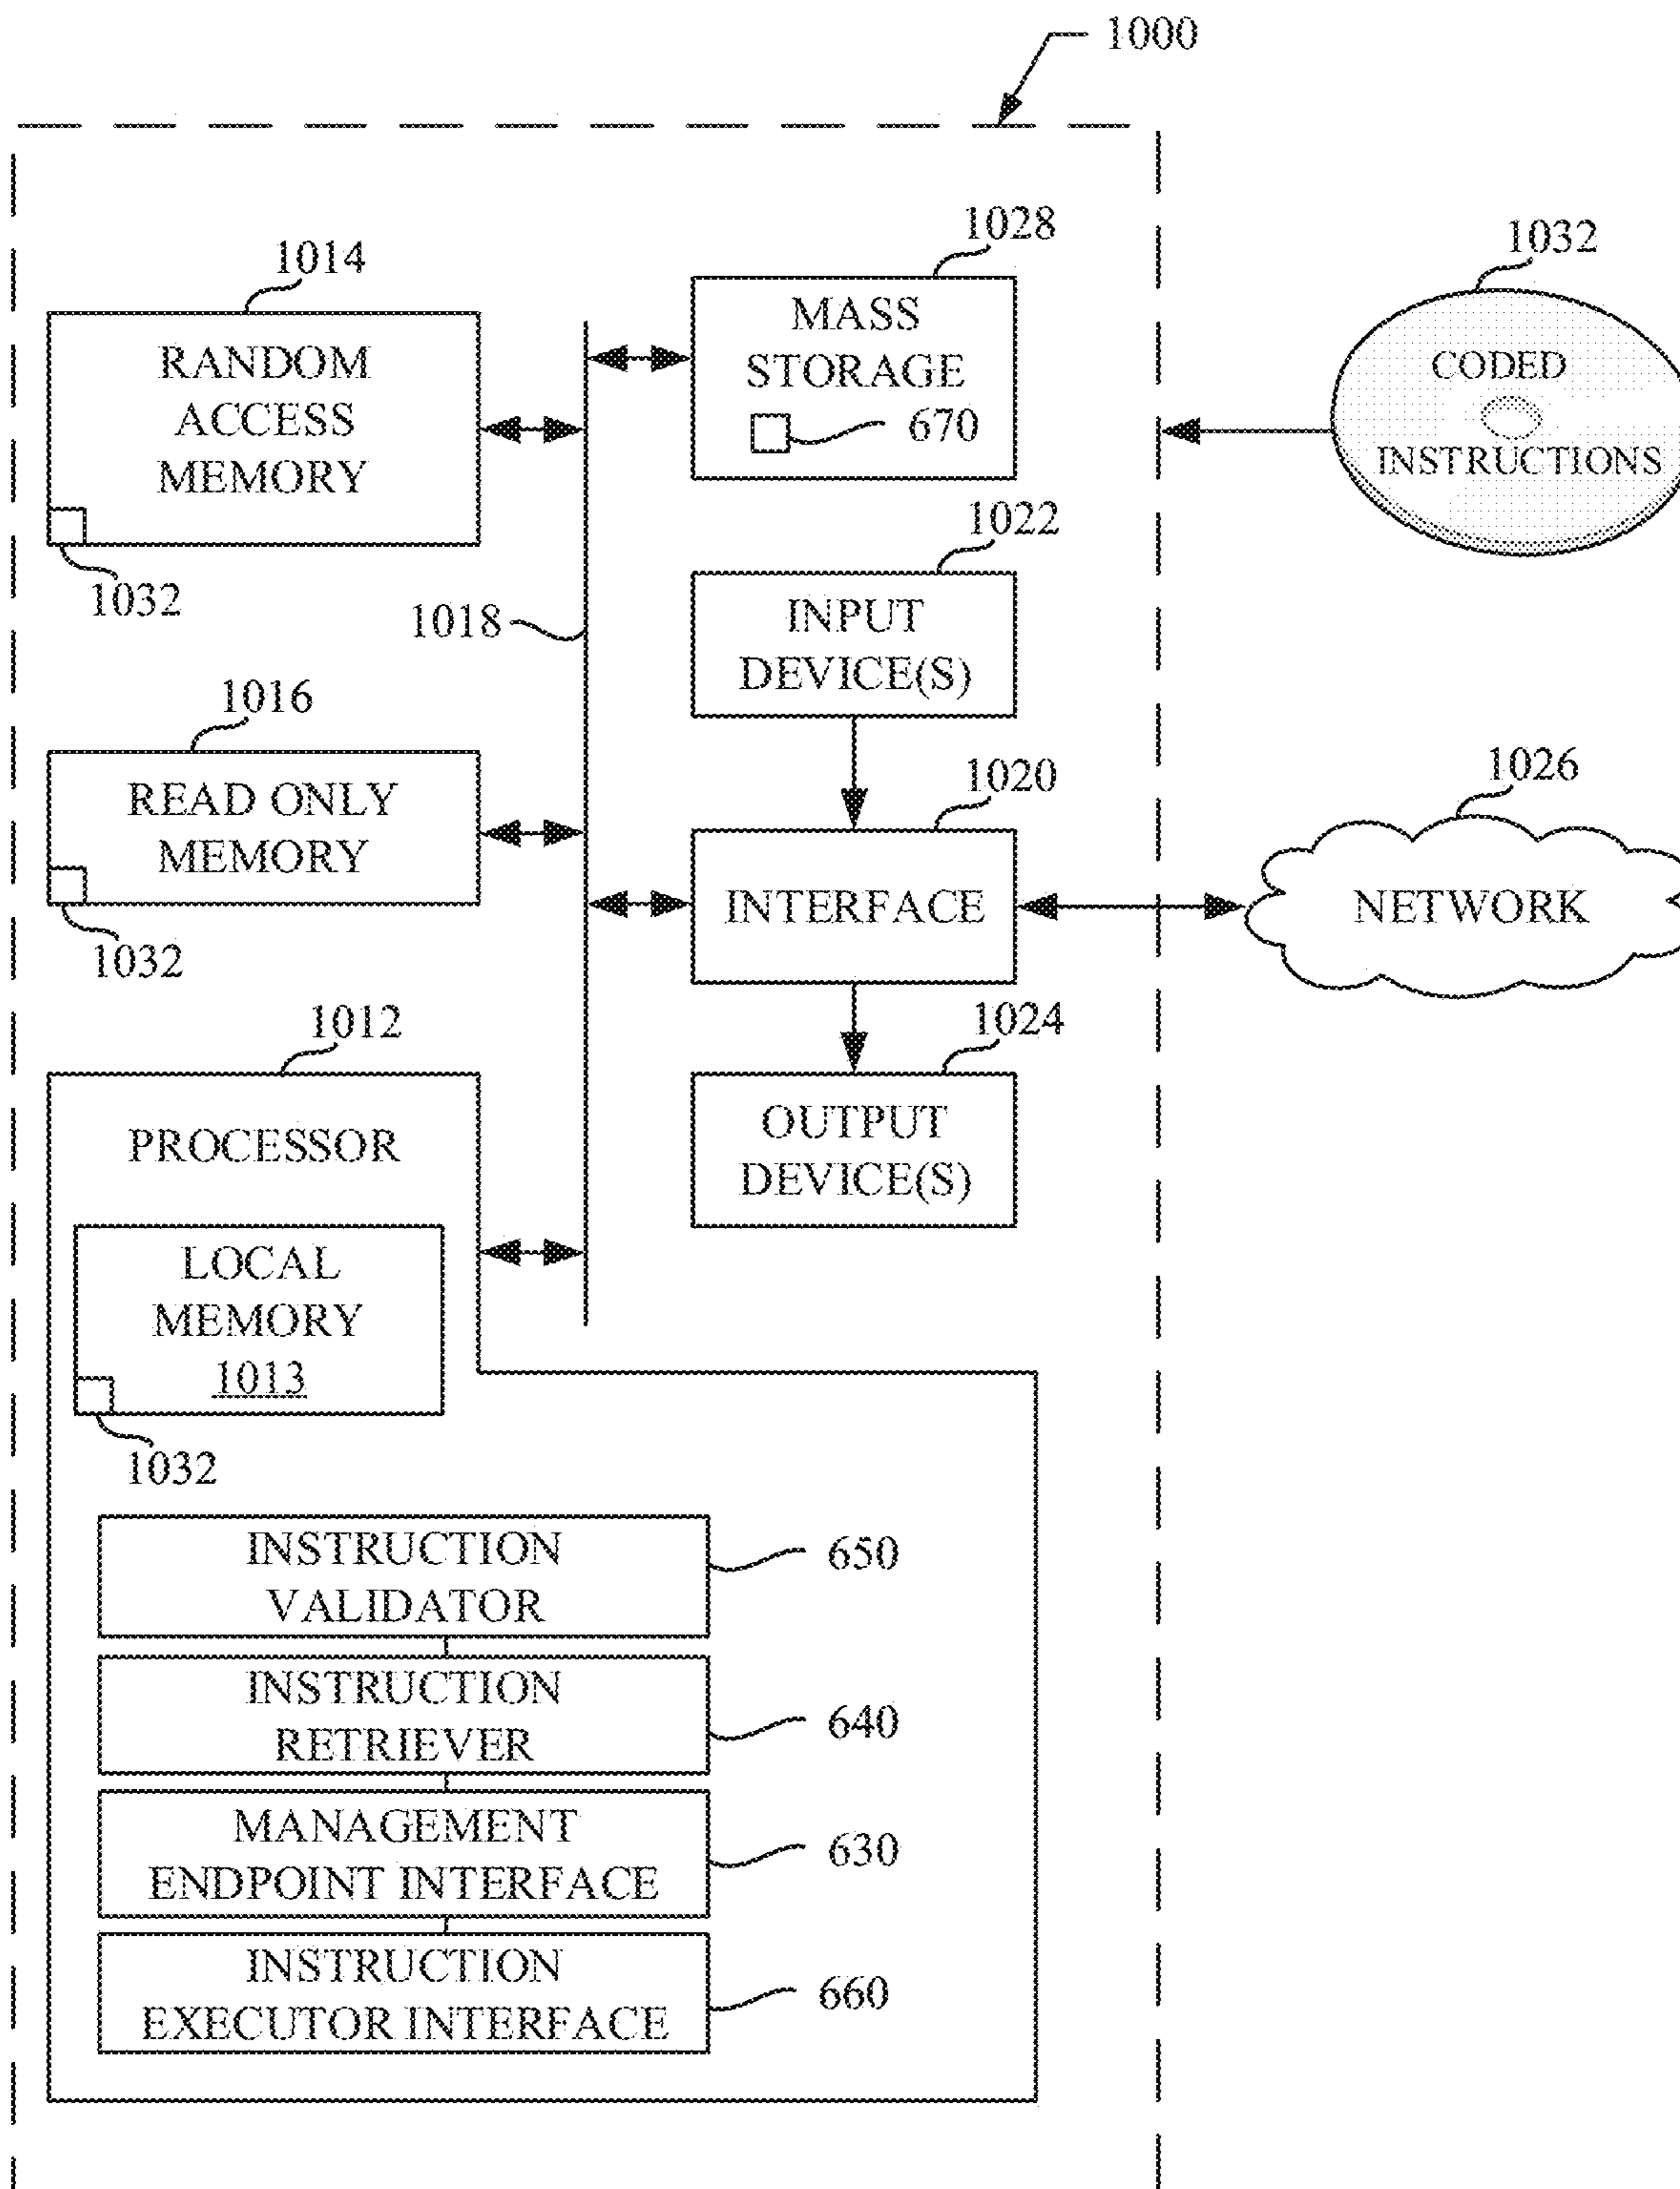 1000
1014
RANDOM
ACCESS
MEMORY
1032
1028
MASS
STORAGE
670
1032
CODED
INSTRUCTIONS
1018
1022
INPUT
DEVICE(S)
1016
READ ONLY
MEMORY
1032
1020
INTERFACE
1026
NETWORK
1024
OUTPUT
DEVICE(S)
1012
PROCESSOR
LOCAL
MEMORY
1013
1032
INSTRUCTION
VALIDATOR
650
INSTRUCTION
RETRIEVER
640
MANAGEMENT
ENDPOINT INTERFACE
630
INSTRUCTION
EXECUTOR INTERFACE
660